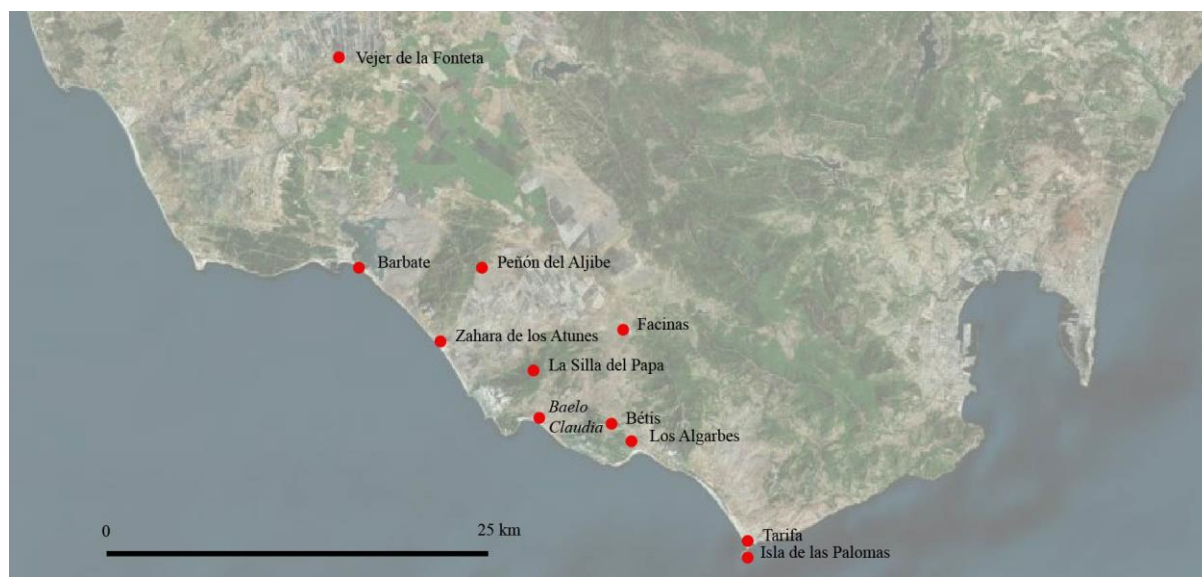 Vejer de la Fonteta
Barbate
Peñón del Aljibe
Facinas
Zahara de los Atunes
La Silla del Papa
Baelo
Claudia
Bétis
Los Algarbes
0
25 km
Tarifa
Isla de las Palomas